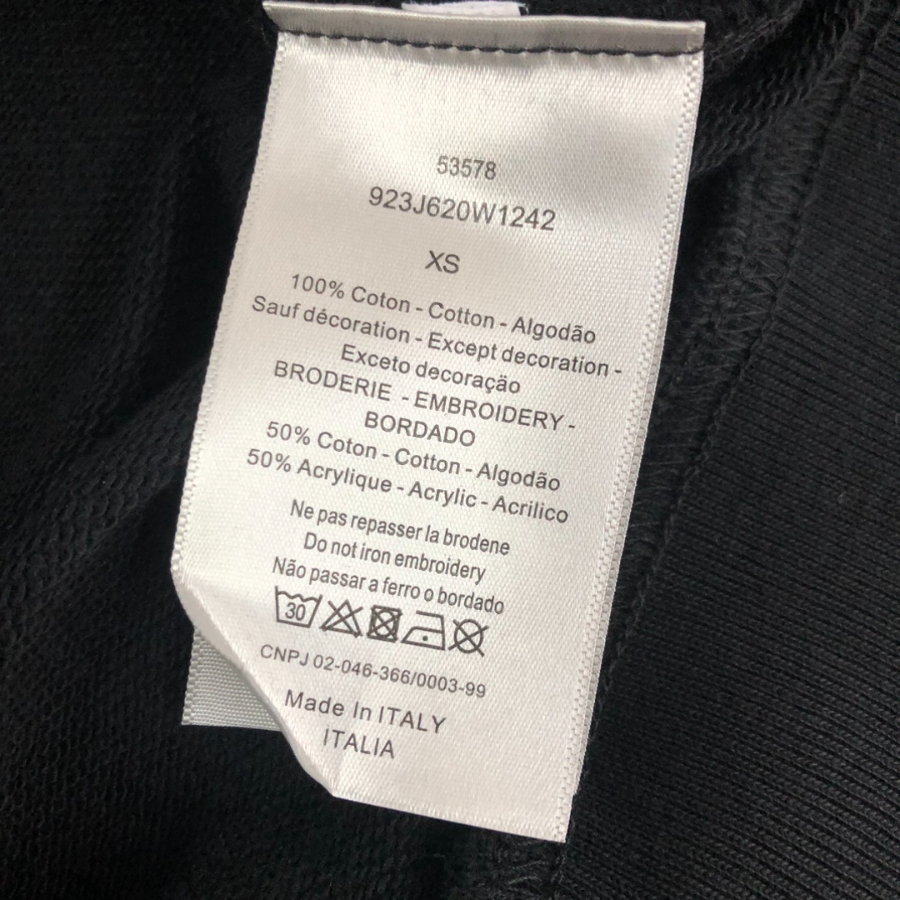 53578
923J620W1242
XS
100% Coton - Cotton - Algodão
Sauf décoration - Except decoration -
Exceto decoração
BRODERIE - EMBROIDERY -
BORDADO
50% Coton - Cotton - Algodão
50% Acrylique - Acrylic - Acrilico
Ne pas repasser la brodene
Do not iron embroidery
Não passar a ferro o bordado
30
CNPJ 02-046-366/0003-99
Made In ITALY
ITALIA